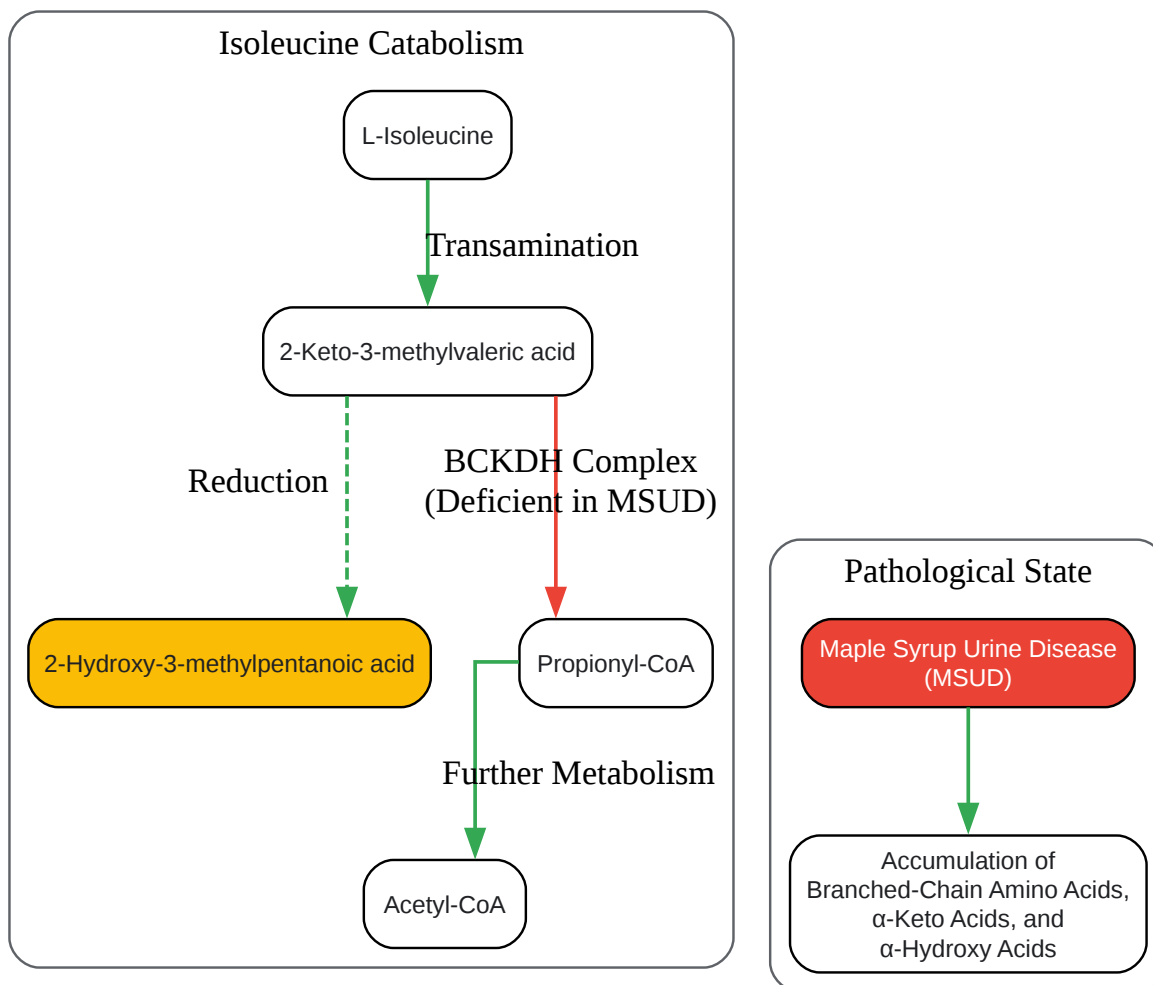 Isoleucine Catabolism
L-Isoleucine
Transamination
2-Keto-3-methylvaleric acid
Reduction
BCKDH Complex
(Deficient in MSUD)
2-Hydroxy-3-methylpentanoic acid
Propionyl-CoA
Further Metabolism
Acetyl-CoA
Pathological State
Maple Syrup Urine Disease
(MSUD)
Accumulation of
Branched-Chain Amino Acids,
α-Keto Acids, and
α-Hydroxy Acids